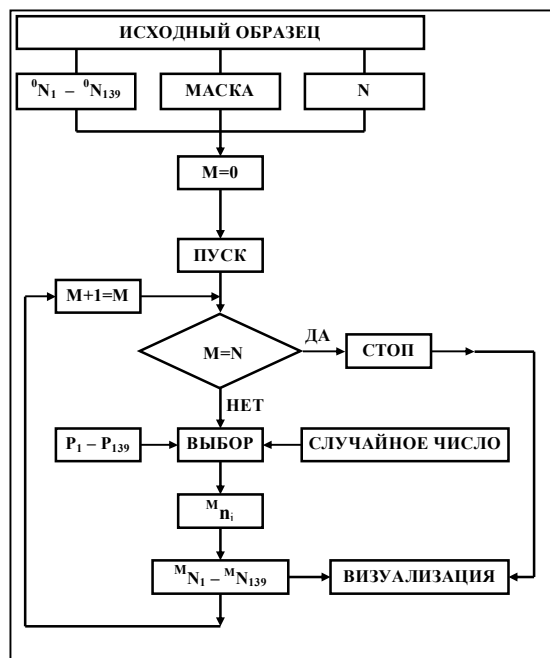 ИСХОДНЫЙ ОБРАЗЕЦ
⁰N₁ – ⁰N₁₃₉ МАСКА N
M=0
ПУСК
M+1=M
M=N ДА СТОП
НЕТ
P₁ – P₁₃₉ ВЫБОР СЛУЧАЙНОЕ ЧИСЛО
ᴹnᵢ
ᴹN₁ – ᴹN₁₃₉ ВИЗУАЛИЗАЦИЯ